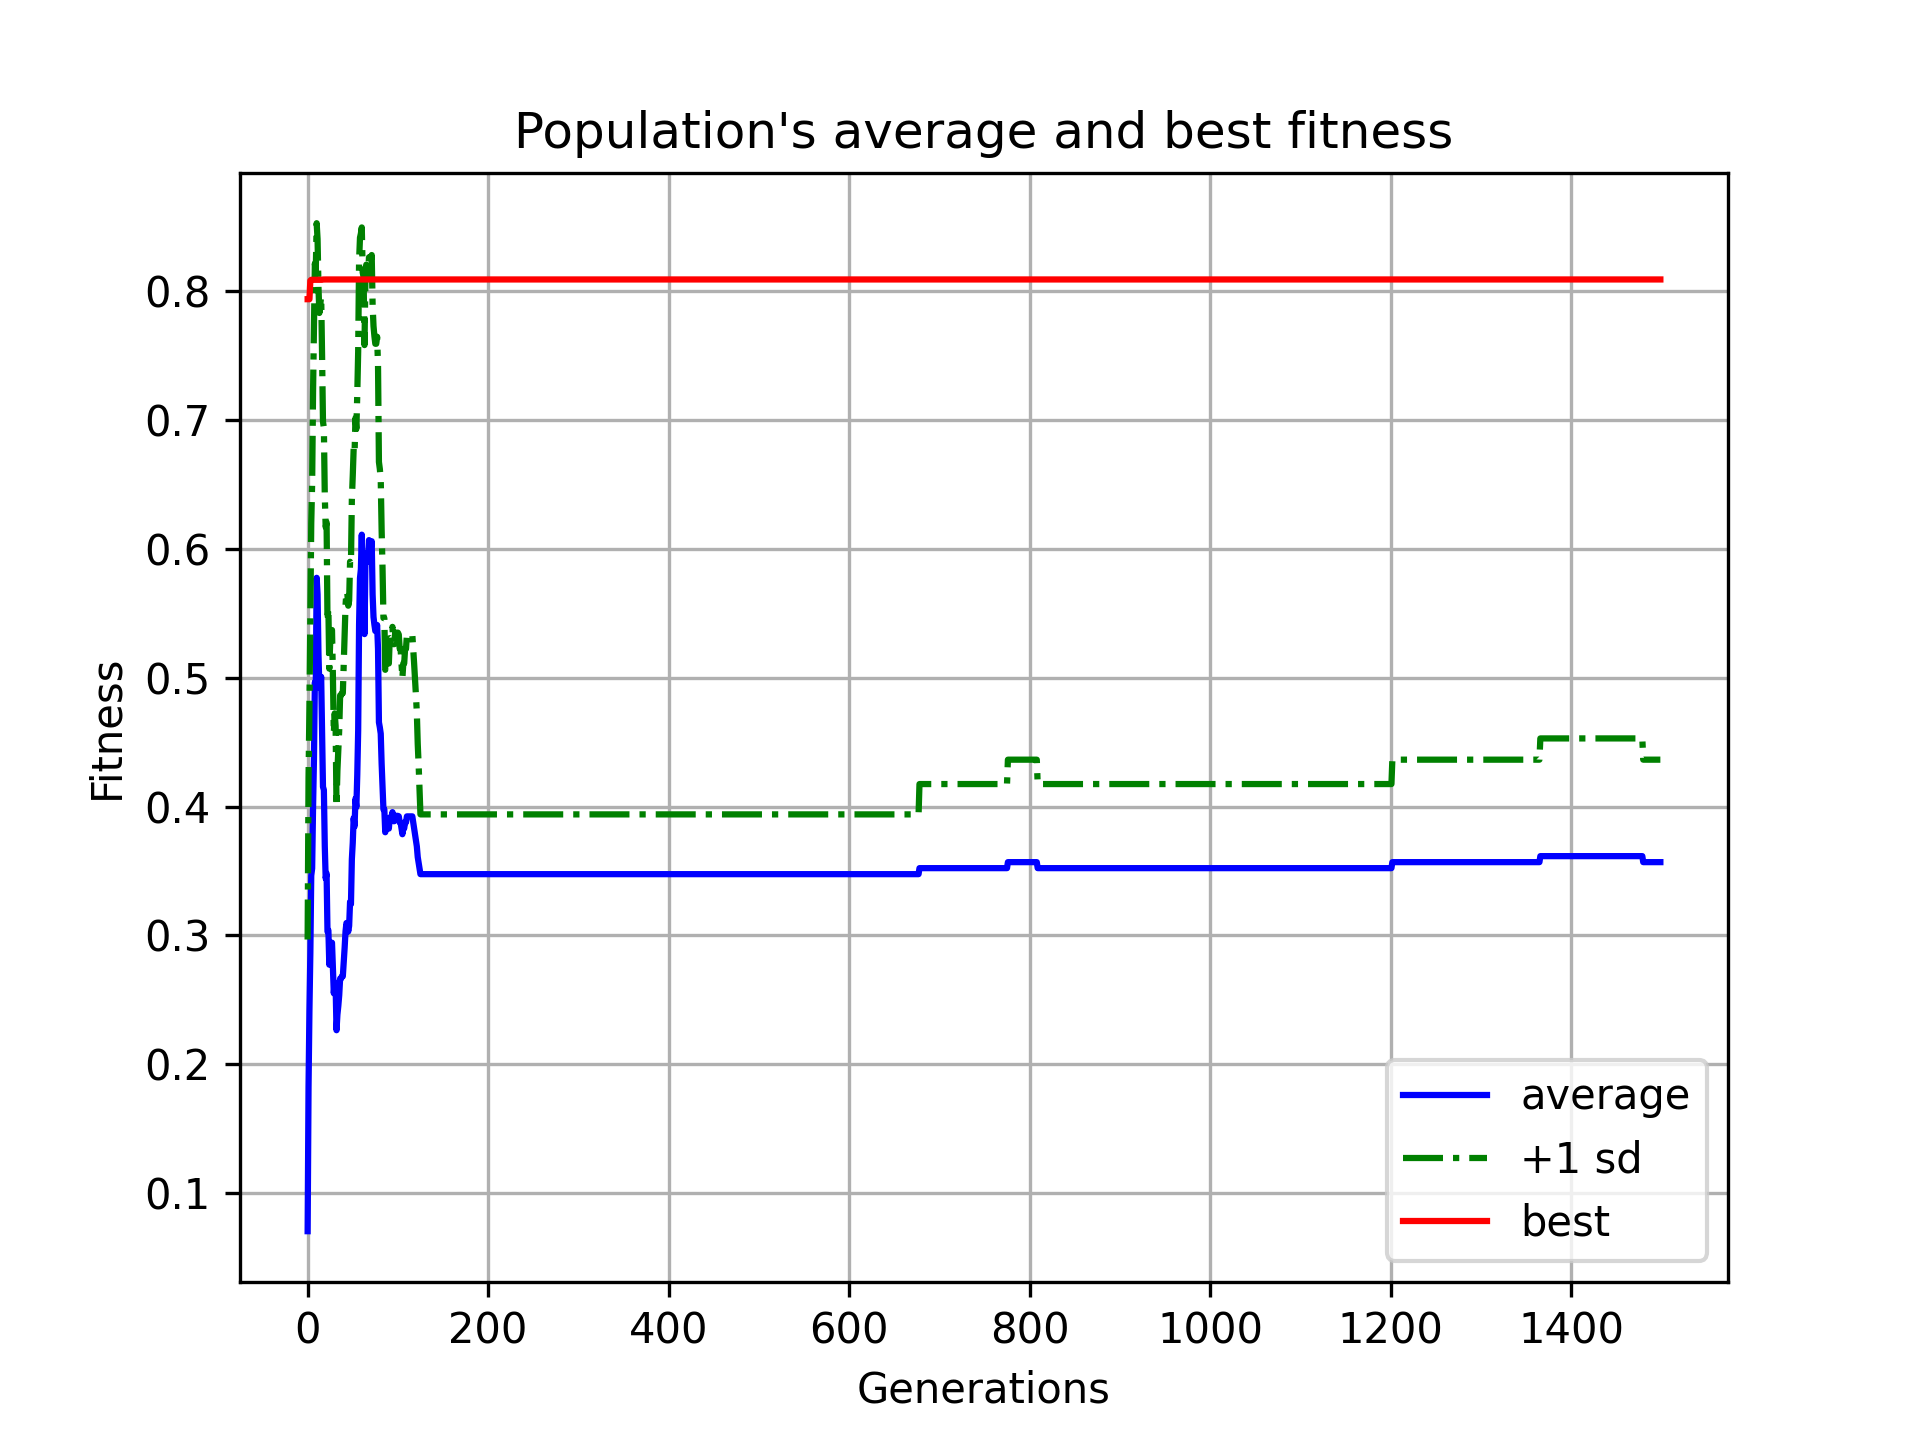 Population's average and best fitness
Fitness
0.8
0.7
0.6
0.5
0.4
0.3
0.2
0.1
0 200 400 600 800 1000 1200 1400
Generations
average
+1 sd
best